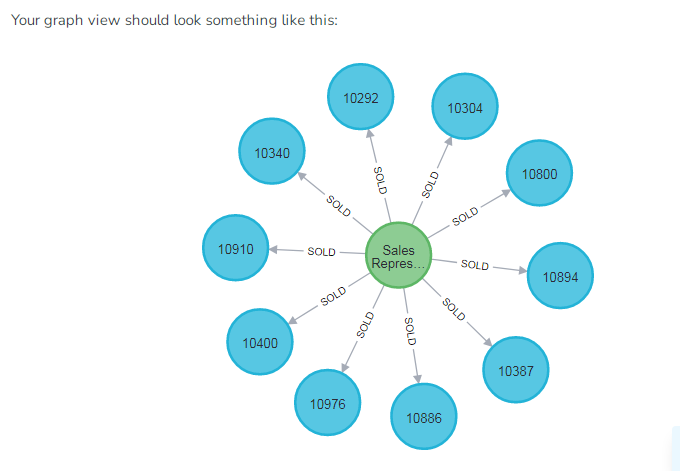 Your graph view should look something like this:
10292
10304
10340
10800
SOLD
SOLD
SOLD
SOLD
10910
SOLD
Sales
Repres...
SOLD
10894
SOLD
SOLD
SOLD
SOLD
10400
10387
10976
10886